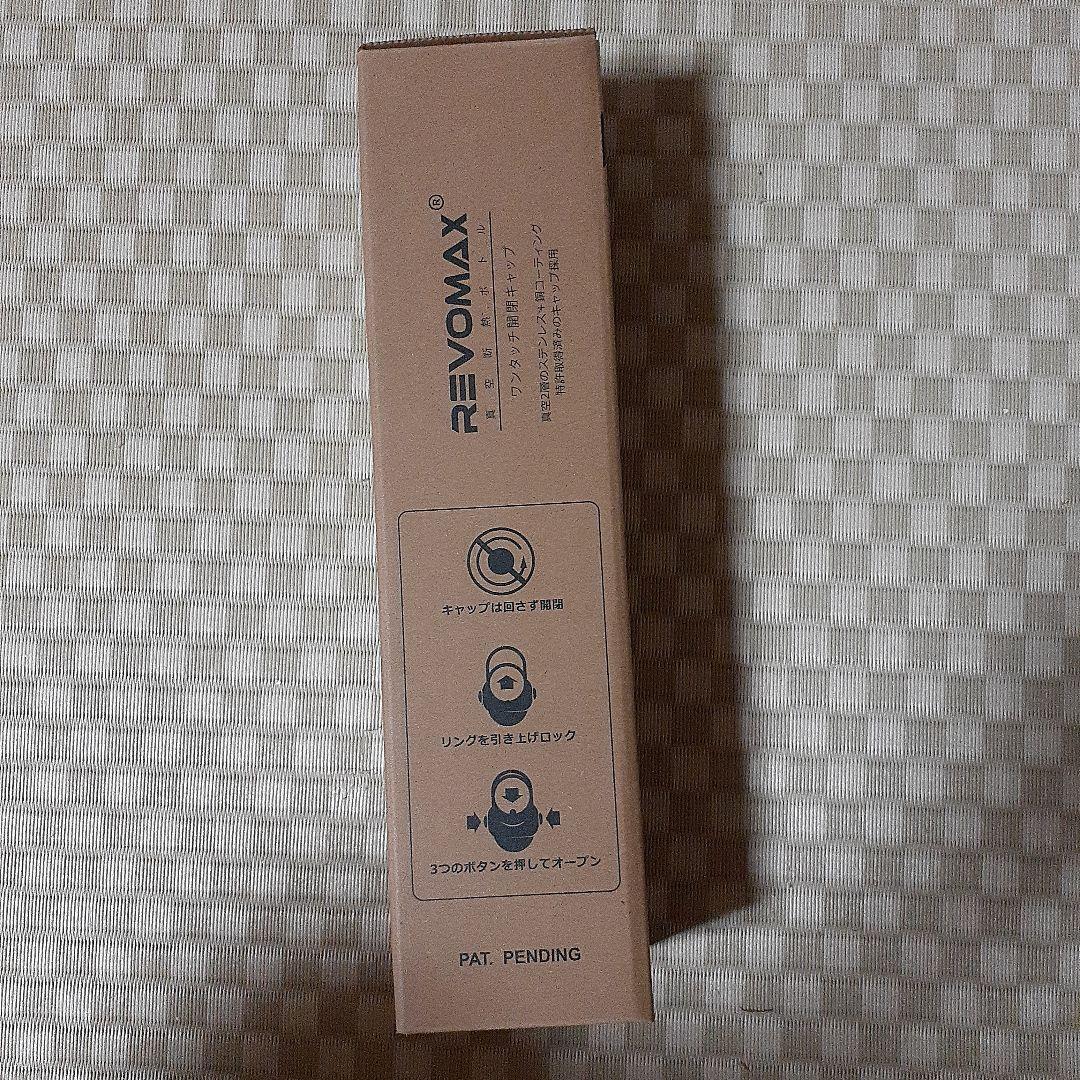 REVOMAX®
真空断熱ボトル
ワンタッチ開閉キャップ
真空2層のステンレス+銅コーティング
特許取得済みのキャップ採用
キャップは回さず開閉
リングを引き上げロック
3つのボタンを押してオープン
PAT. PENDING